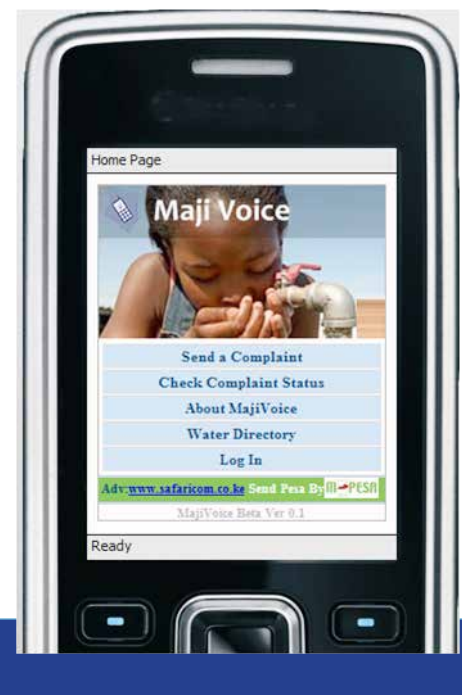 Home Page
Maji Voice
Send a Complaint
Check Complaint Status
About MajiVoice
Water Directory
Log In
Adv:www.safaricom.co.ke Send Pesa By M-PESA
MajiVoice Beta Ver 0.1
Ready